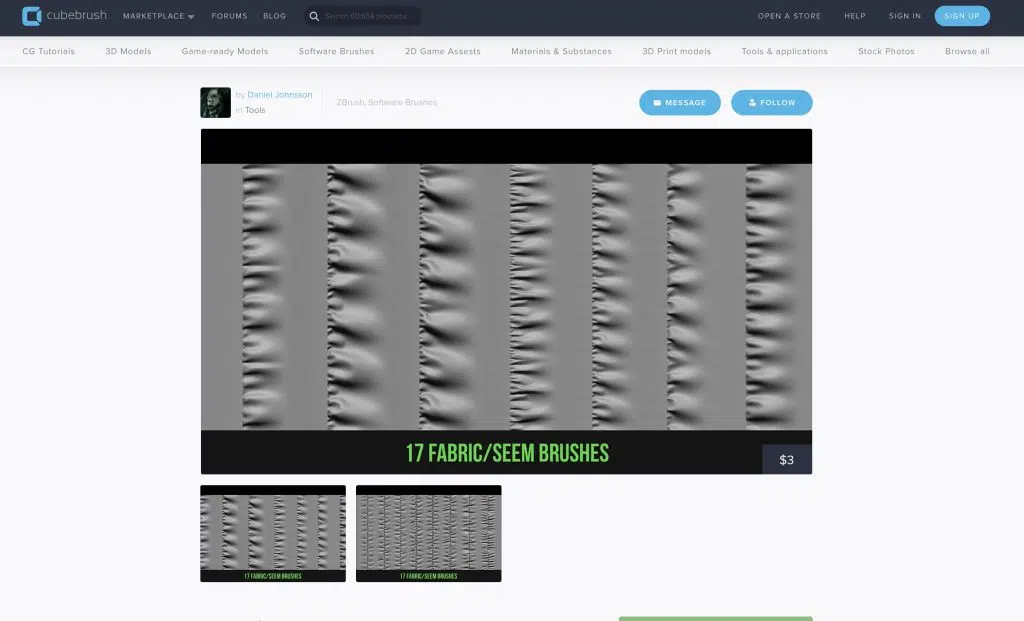 cubebrush MARKETPLACE FORUMS BLOG Search 60,654 products OPEN A STORE HELP SIGN IN SIGN UP
CG Tutorials 3D Models Game-ready Models Software Brushes 2D Game Assests Materials & Substances 3D Print models Tools & applications Stock Photos Browse all
by Daniel Johnsson
in Tools
ZBrush, Software Brushes
MESSAGE FOLLOW
17 FABRIC/SEEM BRUSHES
$3
17 FABRIC/SEEM BRUSHES 17 FABRIC/SEEM BRUSHES